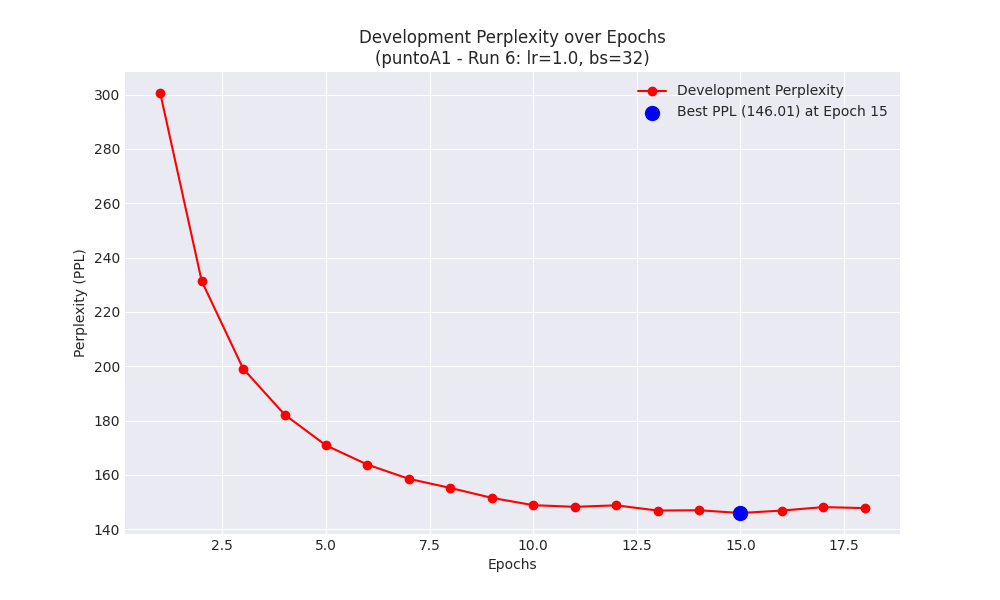 Development Perplexity over Epochs
(puntoA1 - Run 6: lr=1.0, bs=32)
Development Perplexity
Best PPL (146.01) at Epoch 15
Perplexity (PPL)
300
280
260
240
220
200
180
160
140
2.5 5.0 7.5 10.0 12.5 15.0 17.5
Epochs